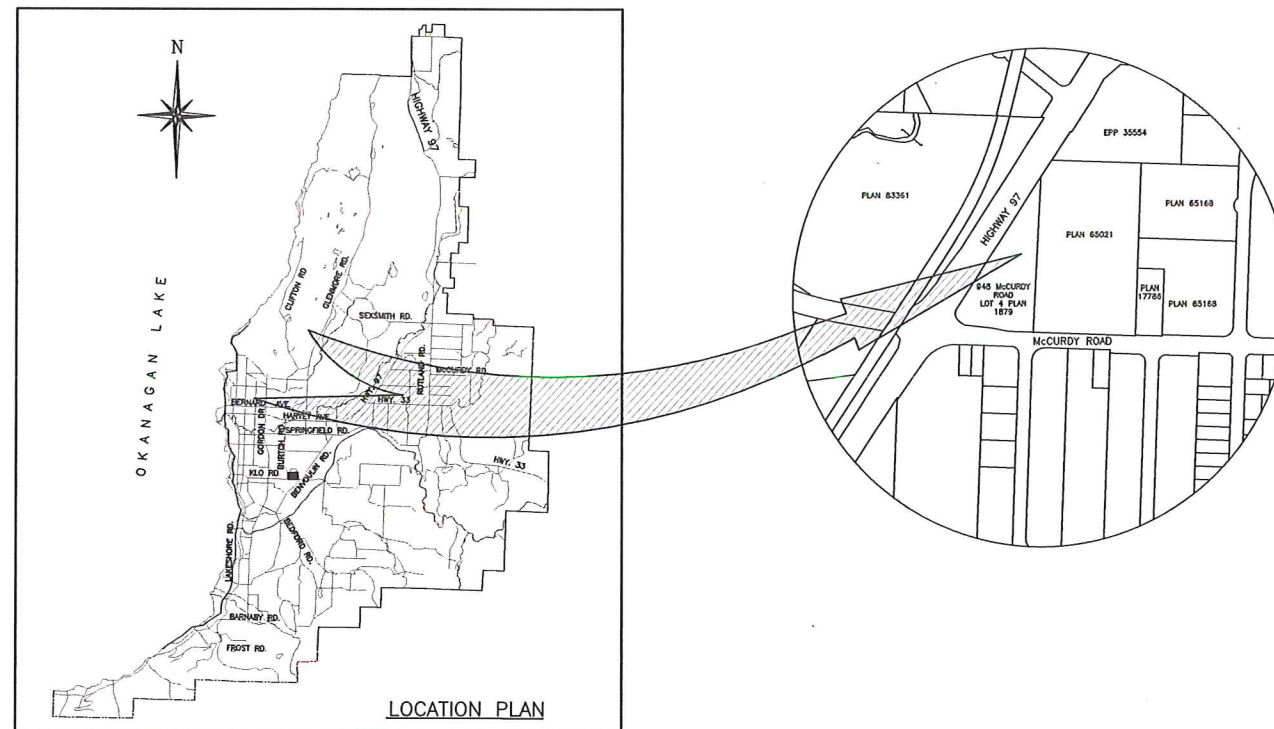 N
HIGHWAY 97
OKANAGAN LAKE
CLIFTON RD
GLENMORE RD.
SEXSMITH RD.
RUTLAND RD.
McCURDY RD.
HWY. 97
HWY. 33
BERNARD AVE.
HARVEY AVE
SPRINGFIELD RD.
GORDON DR.
BURTCH RD.
KLO RD.
BENVOULIN RD.
HWY. 33
BEDFORD RD.
LAKESHORE RD.
BARNABY RD.
FROST RD.
LOCATION PLAN
EPP 35554
PLAN 83361
PLAN 65168
HIGHWAY 97
PLAN 65021
948 McCURDY
ROAD
LOT 4 PLAN
1879
PLAN
17786
PLAN 65168
McCURDY ROAD